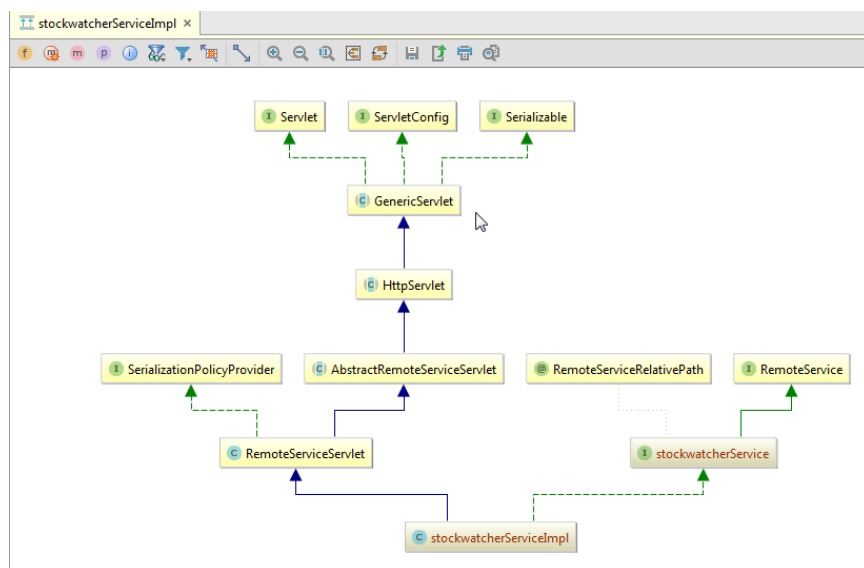 stockwatcherServiceImpl ×
f m m p i
I Servlet
I ServletConfig
I Serializable
C GenericServlet
C HttpServlet
I SerializationPolicyProvider
C AbstractRemoteServiceServlet
@ RemoteServiceRelativePath
I RemoteService
C RemoteServiceServlet
I stockwatcherService
C stockwatcherServiceImpl